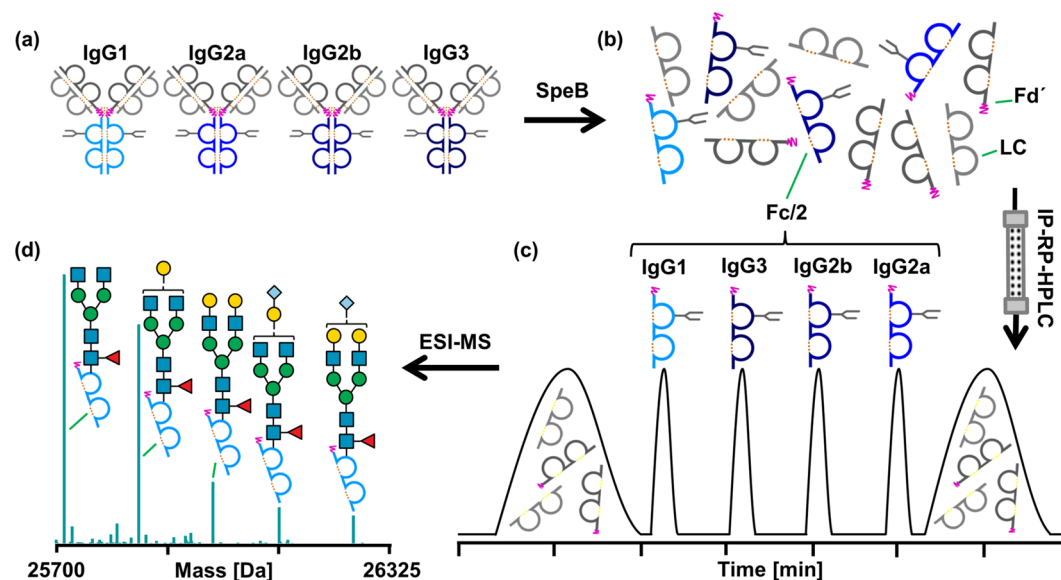 (a)
IgG1 IgG2a IgG2b IgG3
SpeB
(b)
Fd´
LC
Fc/2
IP-RP-HPLC
(c)
IgG1 IgG3 IgG2b IgG2a
Time [min]
ESI-MS
(d)
25700 Mass [Da] 26325